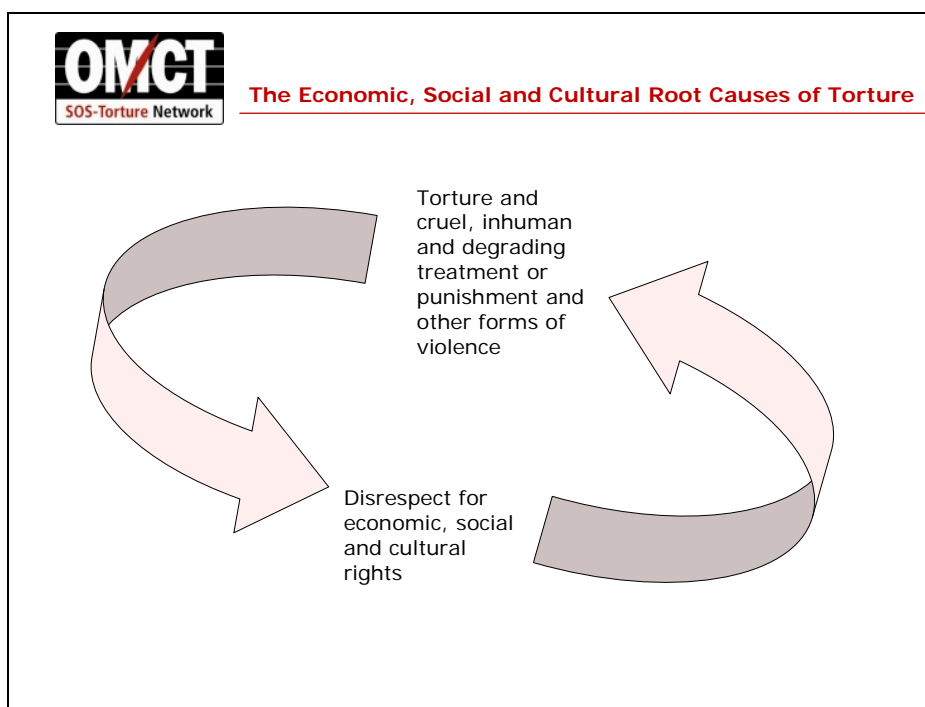 OMCT
SOS-Torture Network
The Economic, Social and Cultural Root Causes of Torture
Torture and
cruel, inhuman
and degrading
treatment or
punishment and
other forms of
violence
Disrespect for
economic, social
and cultural
rights